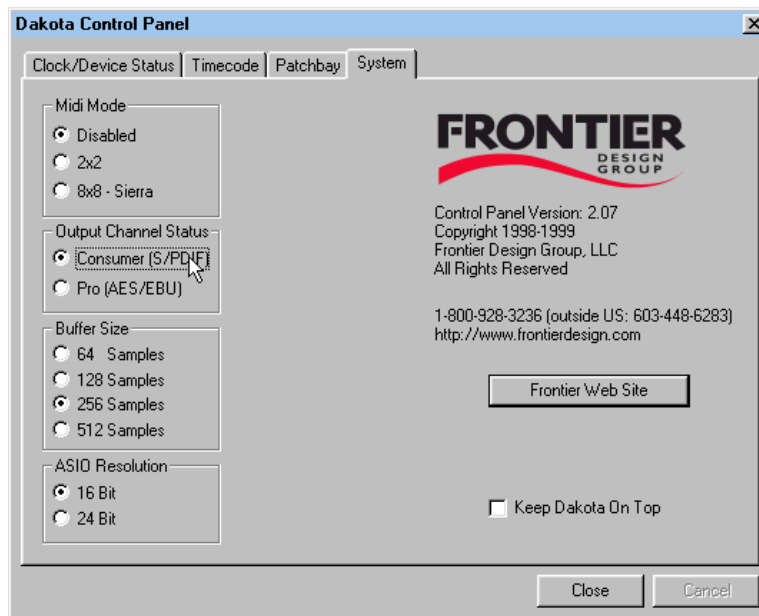 Dakota Control Panel
Clock/Device Status Timecode Patchbay System
Midi Mode
Disabled
2x2
8x8 - Sierra
Output Channel Status
Consumer (S/PDIF)
Pro (AES/EBU)
Buffer Size
64 Samples
128 Samples
256 Samples
512 Samples
ASIO Resolution
16 Bit
24 Bit
FRONTIER
DESIGN
GROUP
Control Panel Version: 2.07
Copyright 1998-1999
Frontier Design Group, LLC
All Rights Reserved
1-800-928-3236 (outside US: 603-448-6283)
http://www.frontierdesign.com
Frontier Web Site
Keep Dakota On Top
Close Cancel